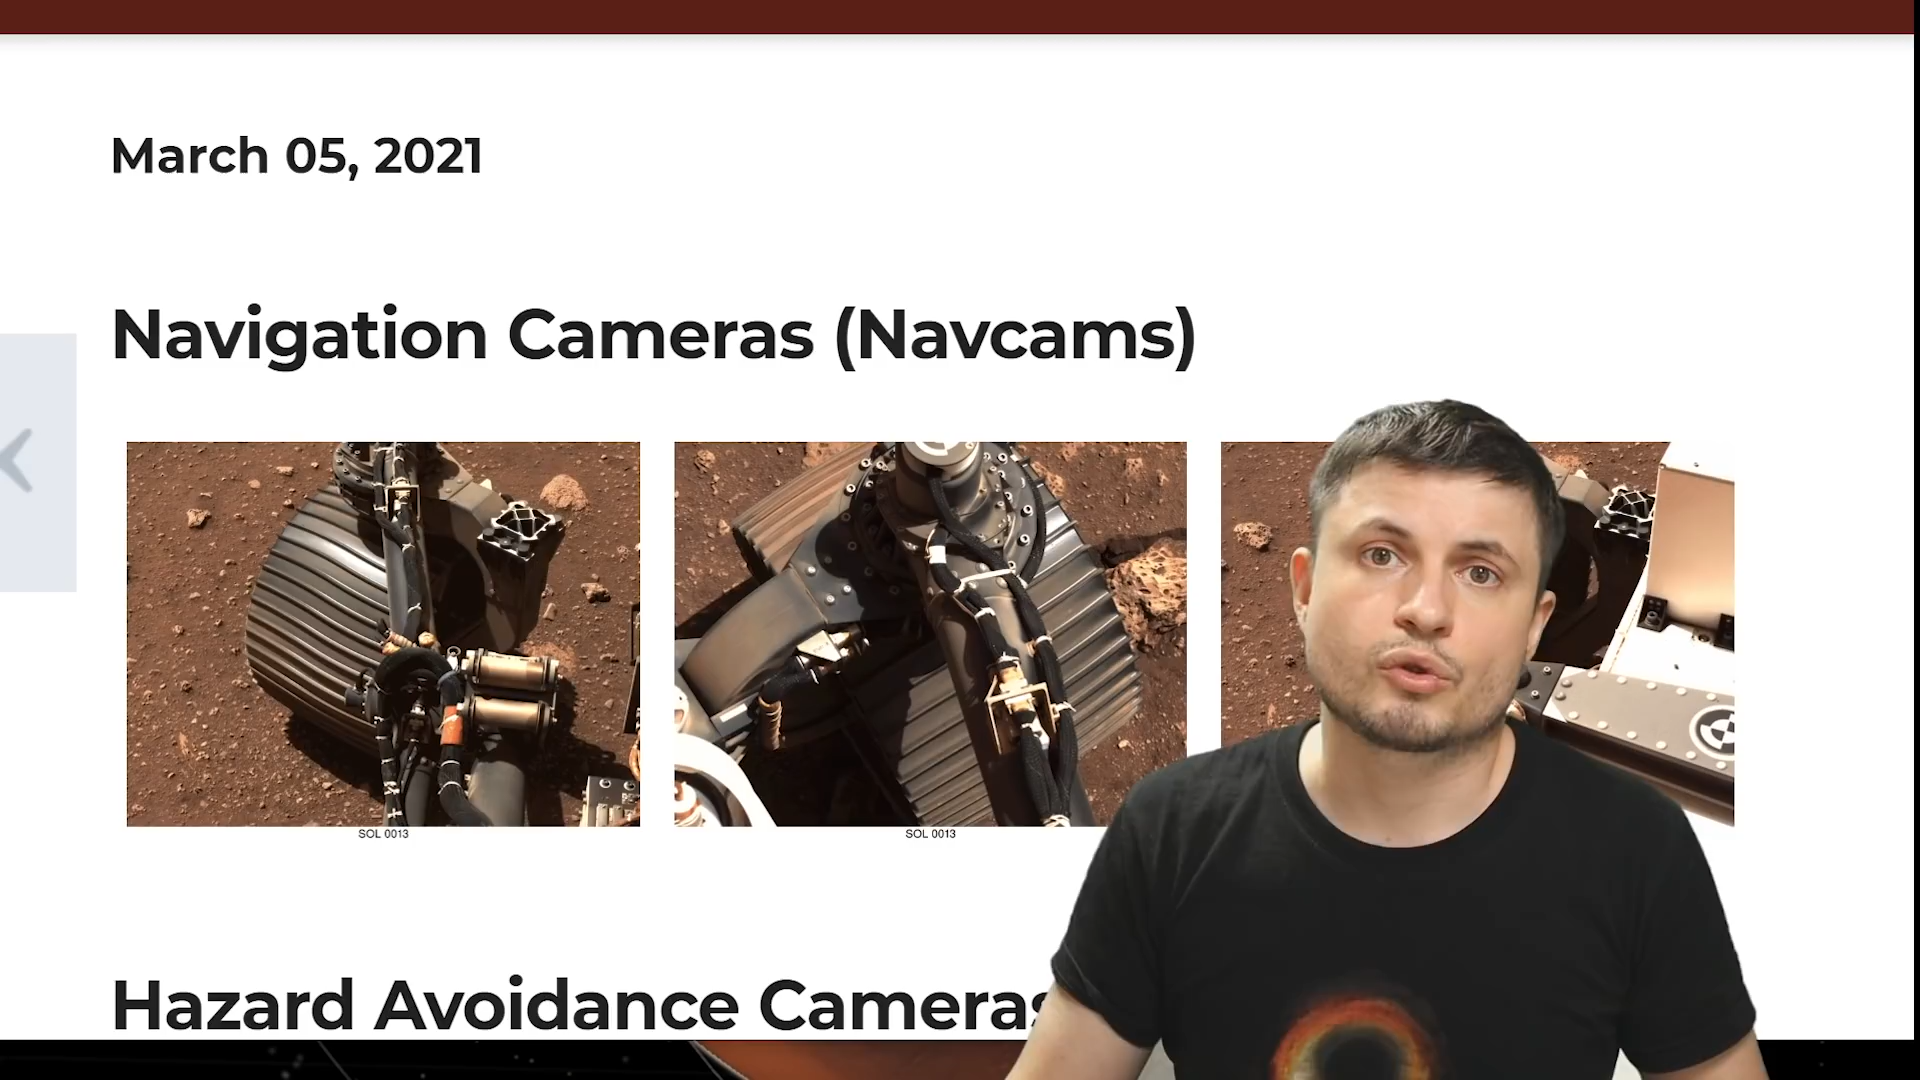 March 05, 2021
Navigation Cameras (Navcams)
SOL 0013
SOL 0013
Hazard Avoidance Cameras